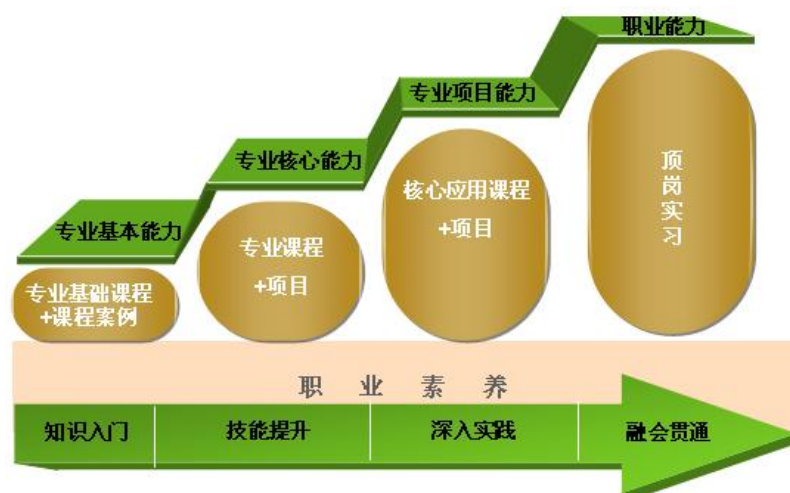 职业能力
专业项目能力
专业核心能力
专业基本能力
专业基础课程
+课程案例
专业课程
+项目
核心应用课程
+项目
顶
岗
实
习
职业素养
知识入门
技能提升
深入实践
融会贯通